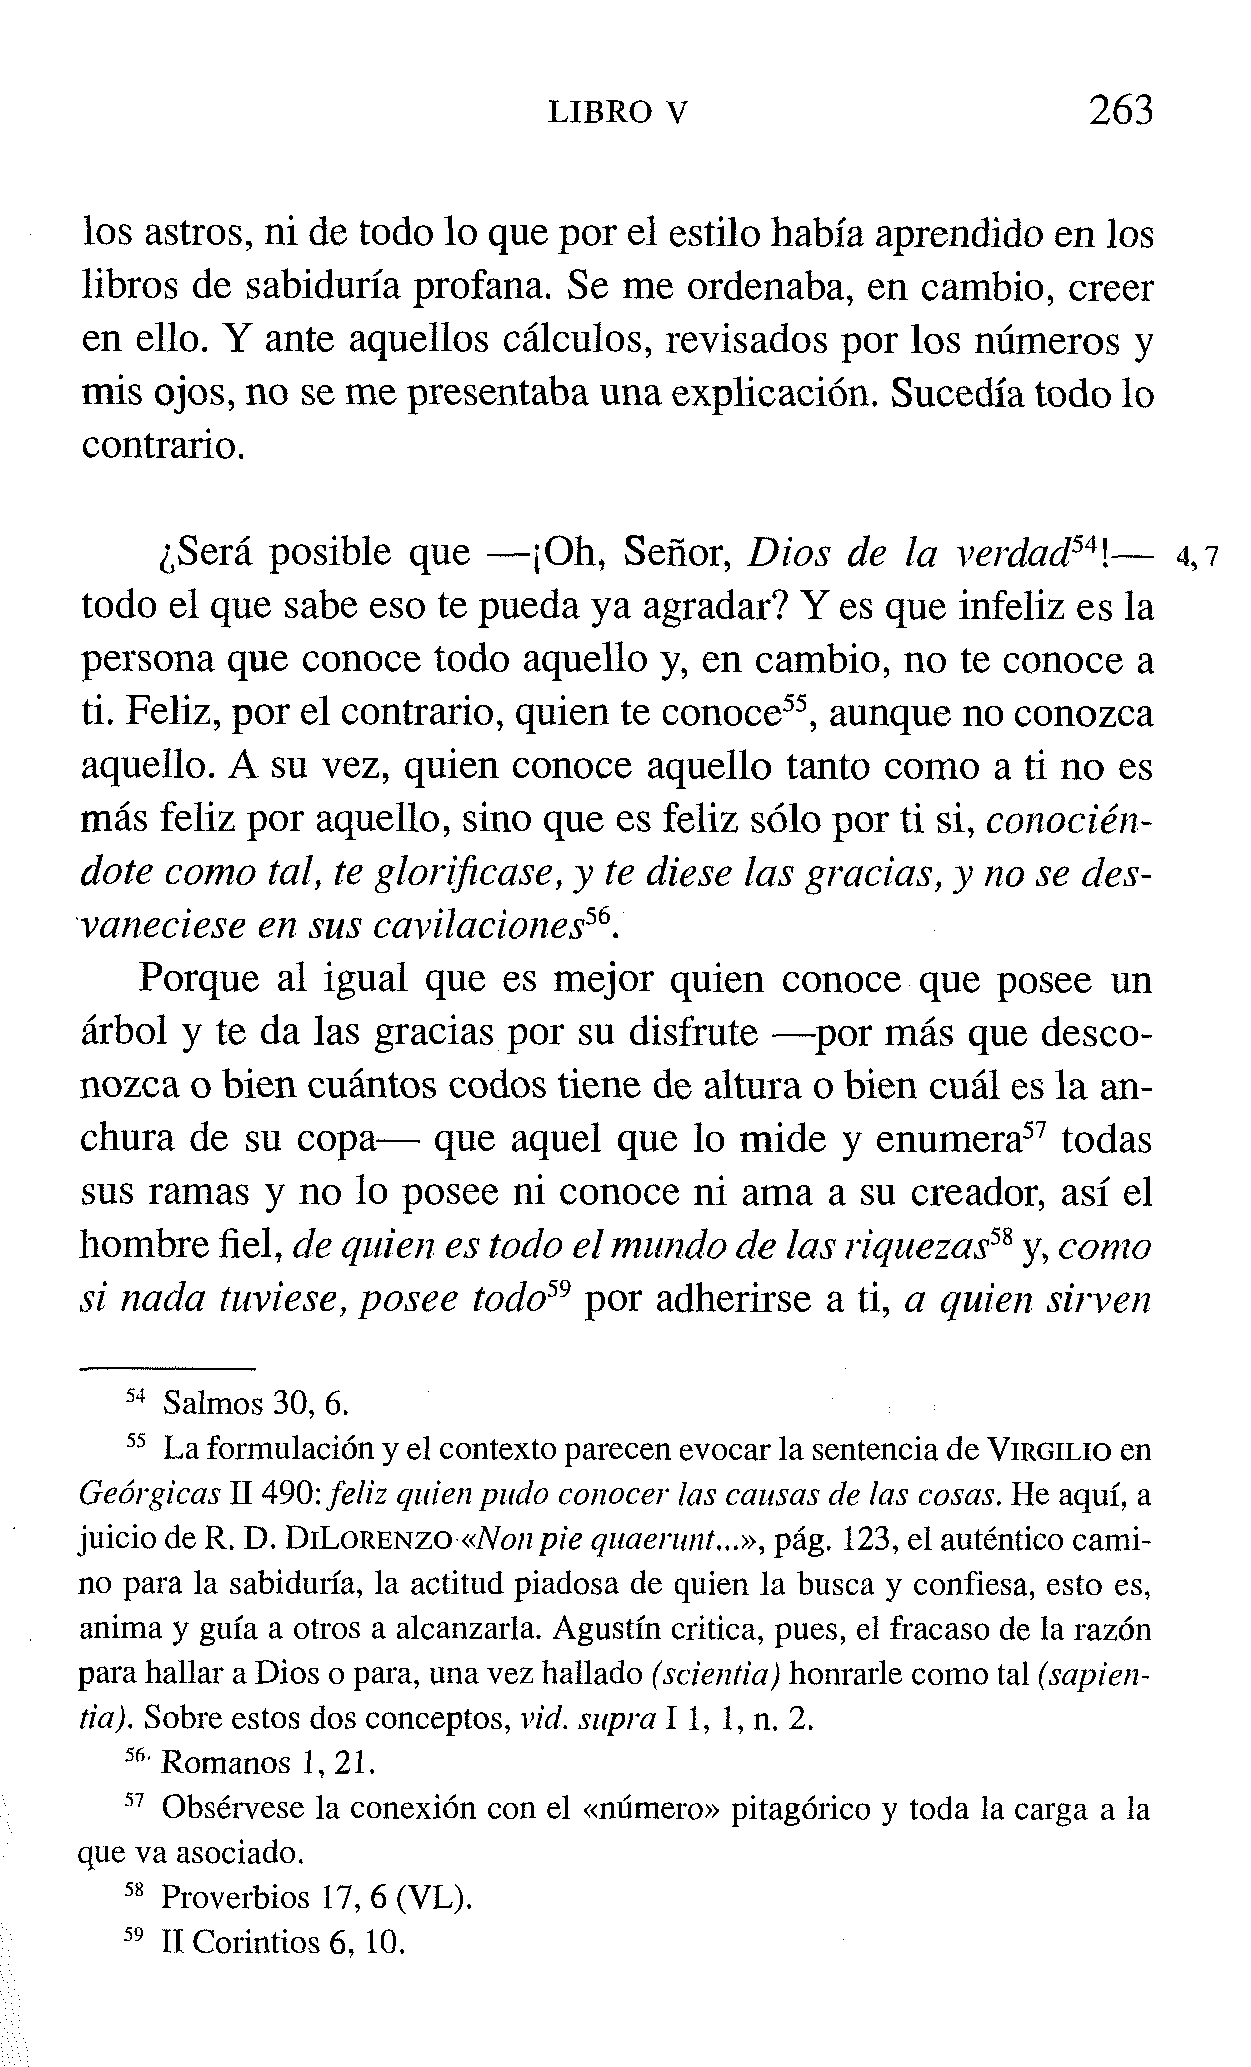 LIBRO V 263
los astros, ni de todo lo que por el estilo había aprendido en los
libros de sabiduría profana. Se me ordenaba, en cambio, creer
en ello. Y ante aquellos cálculos, revisados por los números y
mis ojos, no se me presentaba una explicación. Sucedía todo lo
contrario.
¿Será posible que —¡Oh, Señor, Dios de la verdad⁵⁴!— 4, 7
todo el que sabe eso te pueda ya agradar? Y es que infeliz es la
persona que conoce todo aquello y, en cambio, no te conoce a
ti. Feliz, por el contrario, quien te conoce⁵⁵, aunque no conozca
aquello. A su vez, quien conoce aquello tanto como a ti no es
más feliz por aquello, sino que es feliz sólo por ti si, conocién-
dote como tal, te glorificase, y te diese las gracias, y no se des-
vaneciese en sus cavilaciones⁵⁶.
Porque al igual que es mejor quien conoce que posee un
árbol y te da las gracias por su disfrute —por más que desco-
nozca o bien cuántos codos tiene de altura o bien cuál es la an-
chura de su copa— que aquel que lo mide y enumera⁵⁷ todas
sus ramas y no lo posee ni conoce ni ama a su creador, así el
hombre fiel, de quien es todo el mundo de las riquezas⁵⁸ y, como
si nada tuviese, posee todo⁵⁹ por adherirse a ti, a quien sirven
⁵⁴ Salmos 30, 6.
⁵⁵ La formulación y el contexto parecen evocar la sentencia de VIRGILIO en
Geórgicas II 490: feliz quien pudo conocer las causas de las cosas. He aquí, a
juicio de R. D. DILORENZO «Non pie quaerunt...», pág. 123, el auténtico cami-
no para la sabiduría, la actitud piadosa de quien la busca y confiesa, esto es,
anima y guía a otros a alcanzarla. Agustín critica, pues, el fracaso de la razón
para hallar a Dios o para, una vez hallado (scientia) honrarle como tal (sapien-
tia). Sobre estos dos conceptos, vid. supra I 1, 1, n. 2.
⁵⁶ Romanos 1, 21.
⁵⁷ Obsérvese la conexión con el «número» pitagórico y toda la carga a la
que va asociado.
⁵⁸ Proverbios 17, 6 (VL).
⁵⁹ II Corintios 6, 10.